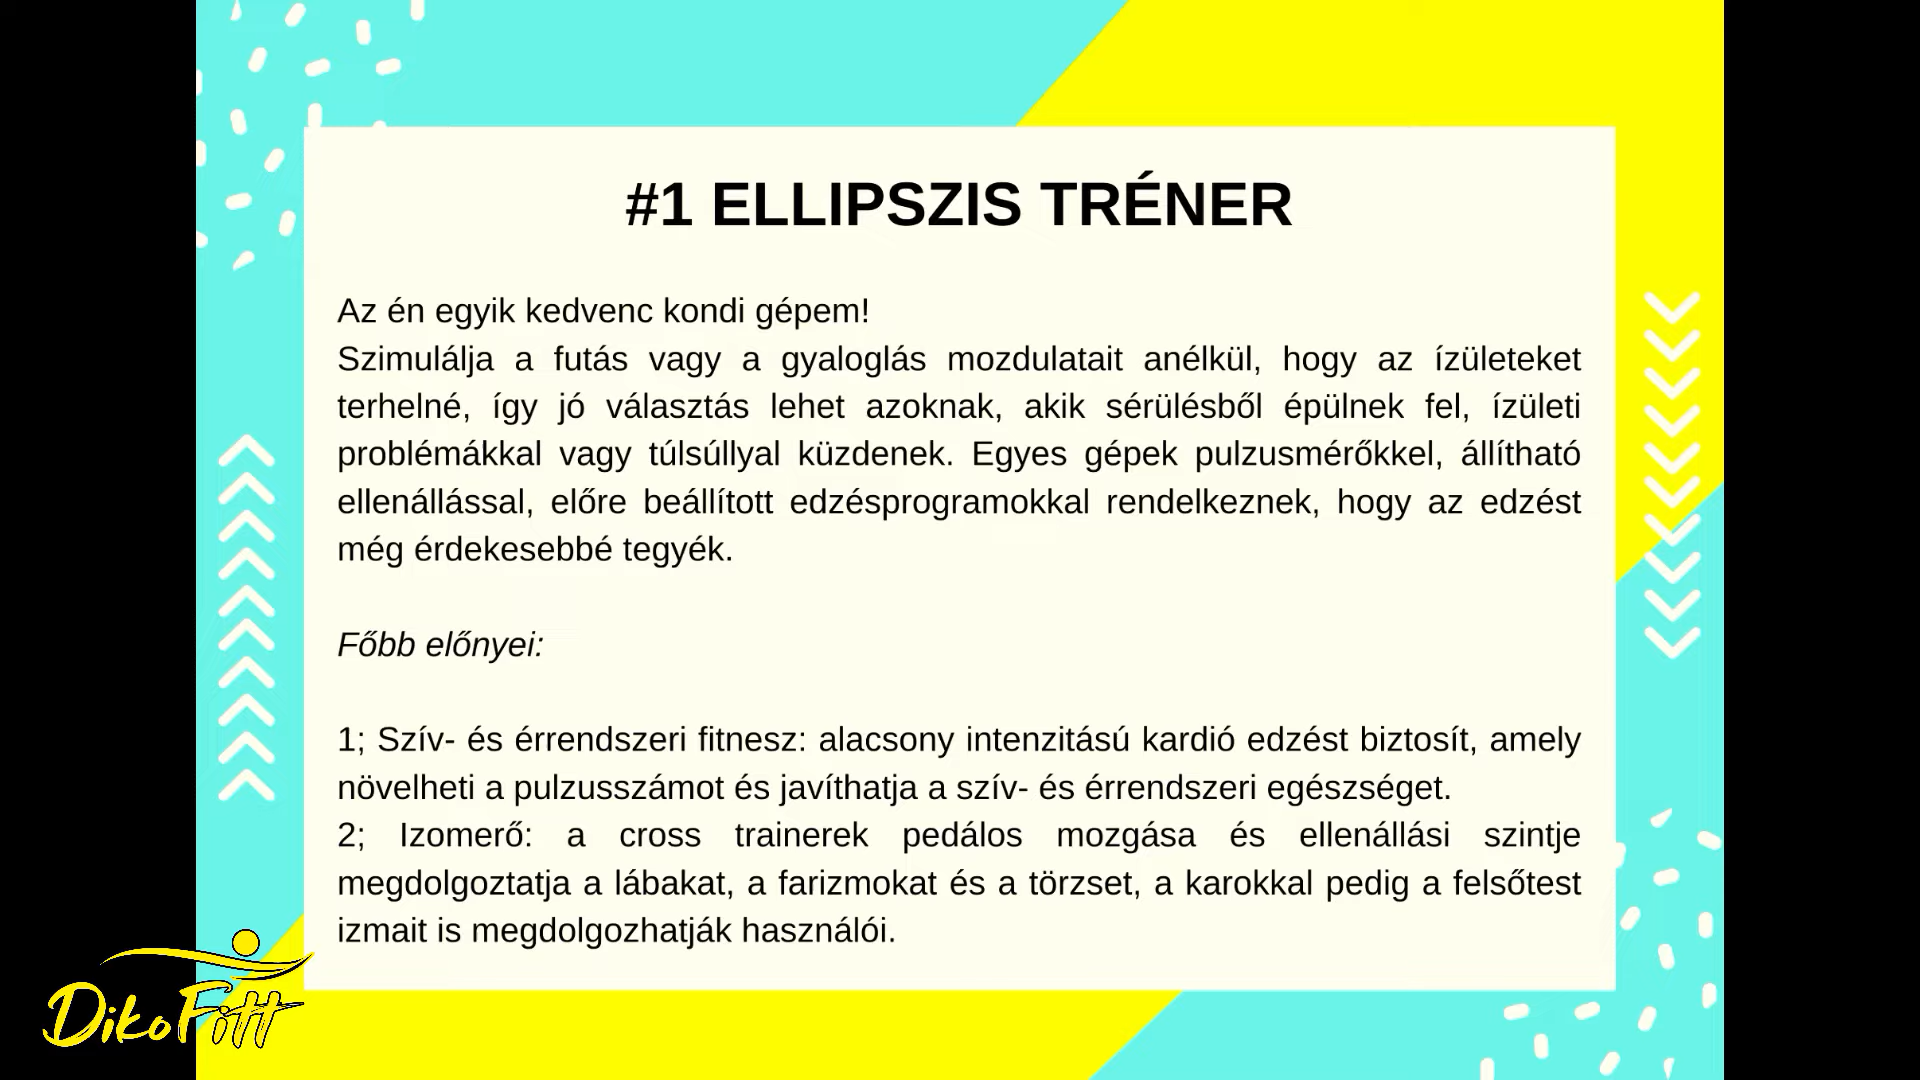 #1 ELLIPSZIS TRÉNER
Az én egyik kedvenc kondi gépem!
Szimulálja a futás vagy a gyaloglás mozdulatait anélkül, hogy az ízületeket
terhelné, így jó választás lehet azoknak, akik sérülésből épülnek fel, ízületi
problémákkal vagy túlsúllyal küzdenek. Egyes gépek pulzusmérőkkel, állítható
ellenállással, előre beállított edzésprogramokkal rendelkeznek, hogy az edzést
még érdekesebbé tegyék.
Főbb előnyei:
1; Szív- és érrendszeri fitnesz: alacsony intenzitású kardió edzést biztosít, amely
növelheti a pulzusszámot és javíthatja a szív- és érrendszeri egészséget.
2; Izomerő: a cross trainerek pedálos mozgása és ellenállási szintje
megdolgoztatja a lábakat, a farizmokat és a törzset, a karokkal pedig a felsőtest
izmait is megdolgozhatják használói.
DikoFitt